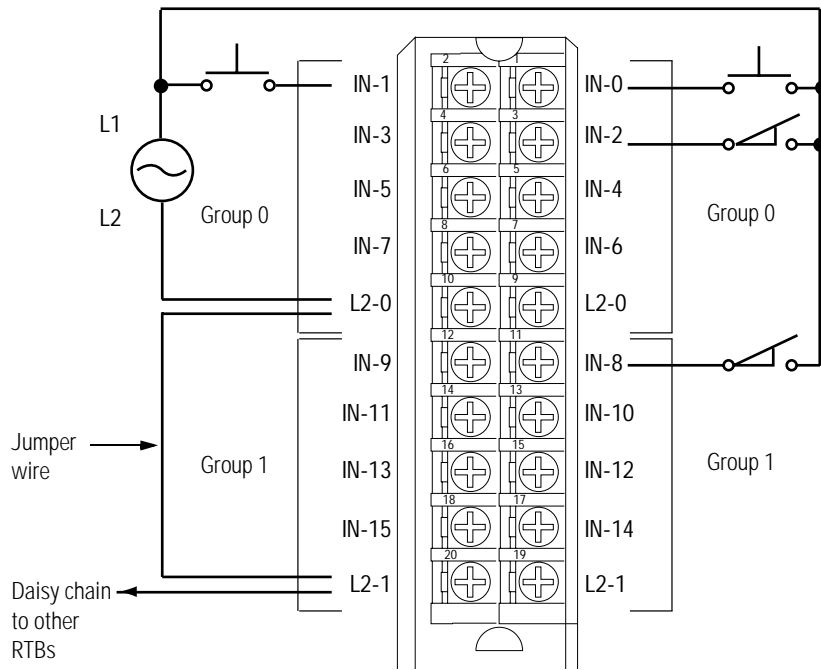 2 1
IN-1 IN-0
L1
4 3
IN-3 IN-2
6 5
IN-5 IN-4
L2 Group 0 Group 0
8 7
IN-7 IN-6
10 9
L2-0 L2-0
12 11
IN-9 IN-8
14 13
IN-11 IN-10
Jumper
wire
16 15
Group 1 IN-13 IN-12 Group 1
18 17
IN-15 IN-14
20 19
L2-1 L2-1
Daisy chain
to other
RTBs